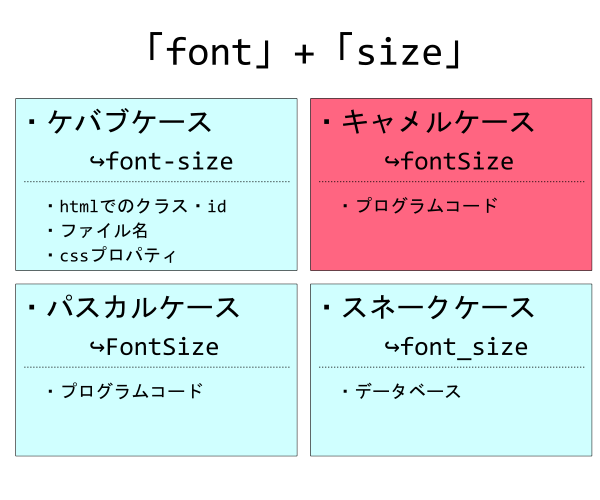 「font」+「size」
・ケバブケース
↪font-size
・htmlでのクラス・id
・ファイル名
・cssプロパティ
・キャメルケース
↪fontSize
・プログラムコード
・パスカルケース
↪FontSize
・プログラムコード
・スネークケース
↪font_size
・データベース